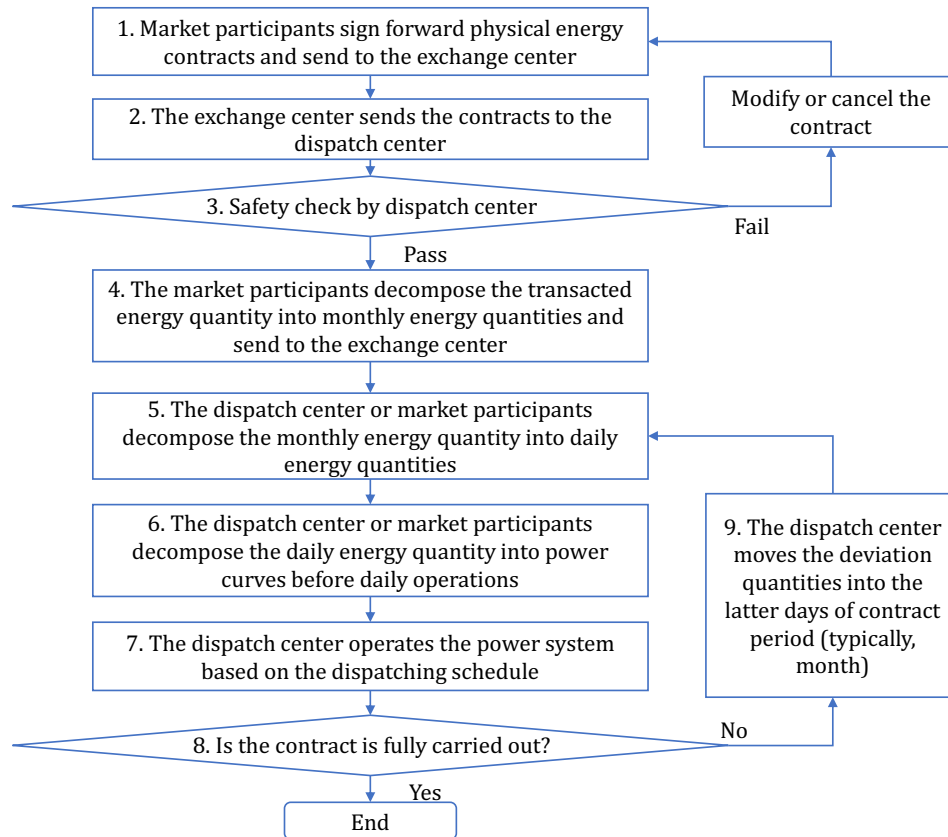 1. Market participants sign forward physical energy
contracts and send to the exchange center
Modify or cancel the
contract
2. The exchange center sends the contracts to the
dispatch center
3. Safety check by dispatch center
Fail
Pass
4. The market participants decompose the transacted
energy quantity into monthly energy quantities and
send to the exchange center
5. The dispatch center or market participants
decompose the monthly energy quantity into daily
energy quantities
6. The dispatch center or market participants
decompose the daily energy quantity into power
curves before daily operations
9. The dispatch center
moves the deviation
quantities into the
latter days of contract
period (typically,
month)
7. The dispatch center operates the power system
based on the dispatching schedule
8. Is the contract is fully carried out?
No
Yes
End